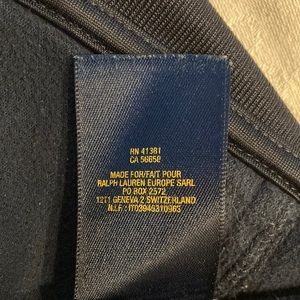 RN 41381
CA 56658
MADE FOR/FAIT POUR
RALPH LAUREN EUROPE SARL
PO BOX 2572
1211 GENEVA 2 SWITZERLAND
N.I.F.: IT03946310963